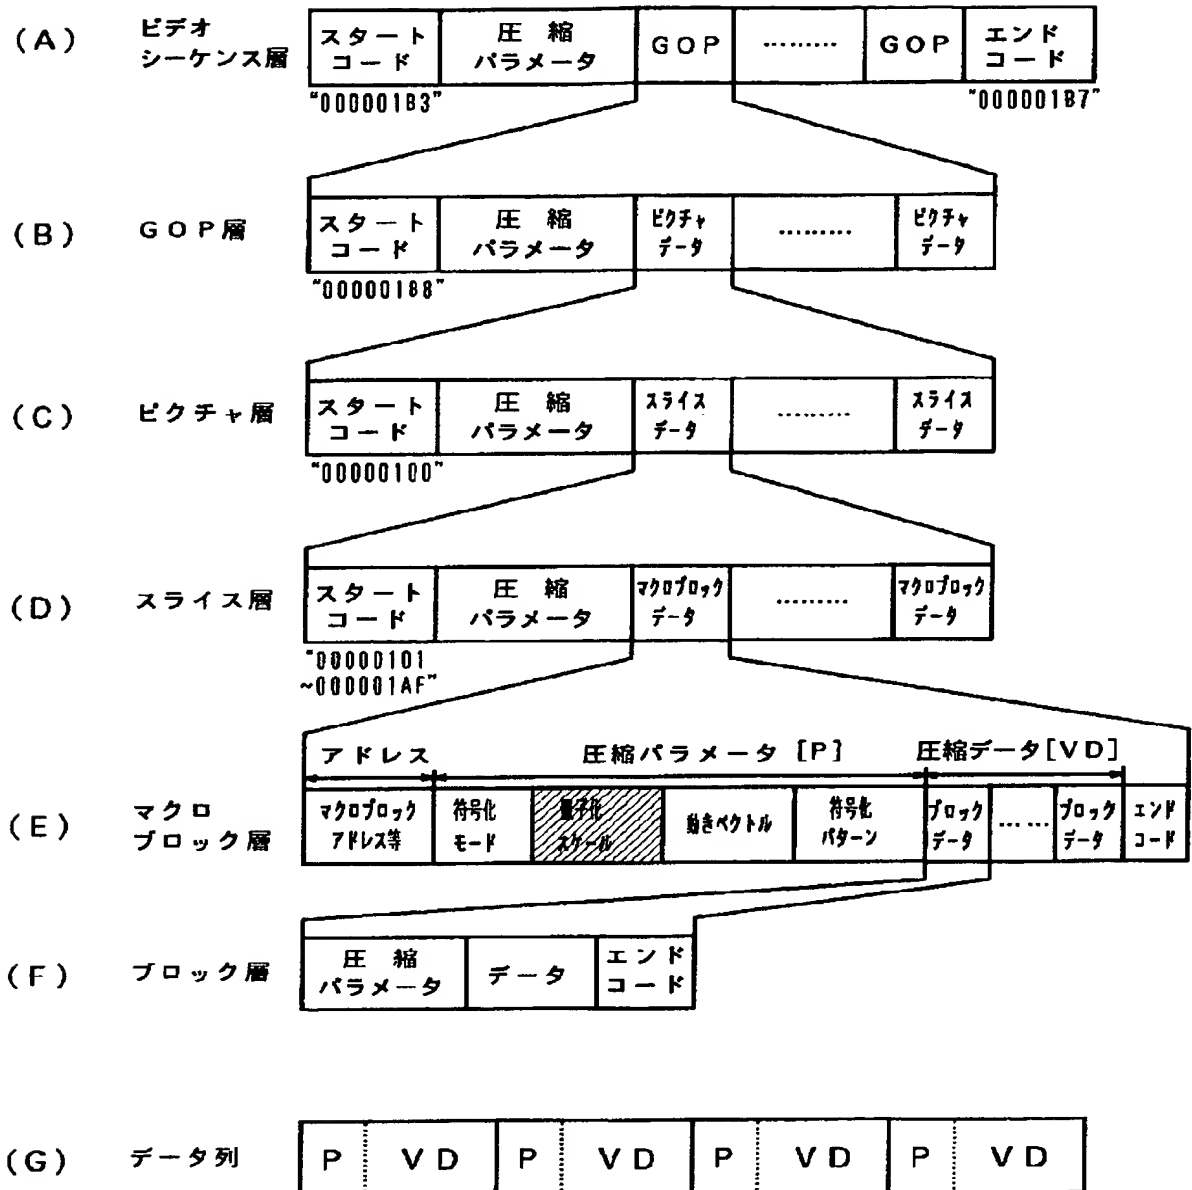 (A)
ビデオ
シーケンス層
スタート
コード
圧縮
パラメータ
GOP
.........
GOP
エンド
コード
"000001B3"
"000001B7"
(B)
GOP層
スタート
コード
圧縮
パラメータ
ピクチャ
データ
.........
ピクチャ
データ
"000001B8"
(C)
ピクチャ層
スタート
コード
圧縮
パラメータ
スライス
データ
.........
スライス
データ
"00000100"
(D)
スライス層
スタート
コード
圧縮
パラメータ
マクロブロック
データ
.........
マクロブロック
データ
"00000101
~000001AF"
アドレス
圧縮パラメータ [P]
圧縮データ[VD]
(E)
マクロ
ブロック層
マクロブロック
アドレス等
符号化
モード
量子化
スケール
動きベクトル
符号化
パターン
ブロック
データ
......
ブロック
データ
エンド
コード
(F)
ブロック層
圧縮
パラメータ
データ
エンド
コード
(G)
データ列
P
VD
P
VD
P
VD
P
VD